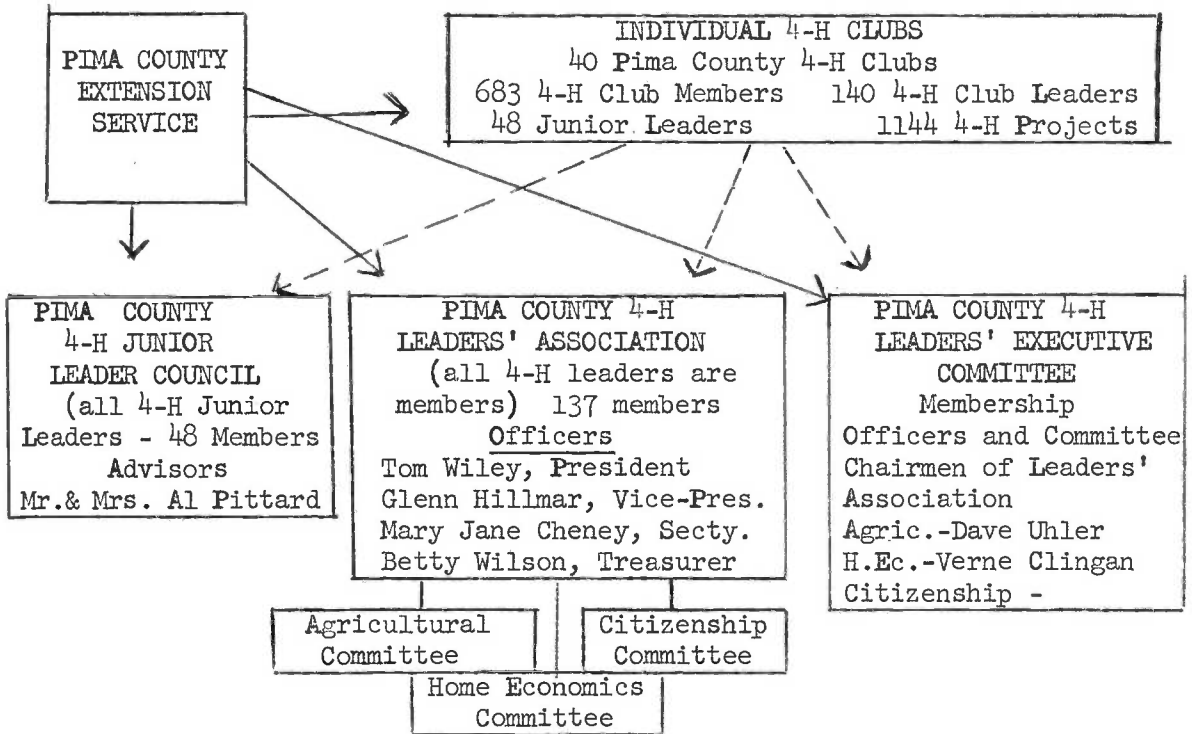 PIMA COUNTY
EXTENSION
SERVICE
INDIVIDUAL 4-H CLUBS
40 Pima County 4-H Clubs
683 4-H Club Members 140 4-H Club Leaders
48 Junior Leaders 1144 4-H Projects
PIMA COUNTY
4-H JUNIOR
LEADER COUNCIL
(all 4-H Junior
Leaders - 48 Members
Advisors
Mr.& Mrs. Al Pittard
PIMA COUNTY 4-H
LEADERS' ASSOCIATION
(all 4-H leaders are
members) 137 members
Officers
Tom Wiley, President
Glenn Hillmar, Vice-Pres.
Mary Jane Cheney, Secty.
Betty Wilson, Treasurer
PIMA COUNTY 4-H
LEADERS' EXECUTIVE
COMMITTEE
Membership
Officers and Committee
Chairmen of Leaders'
Association
Agric.-Dave Uhler
H.Ec.-Verne Clingan
Citizenship -
Agricultural
Committee
Citizenship
Committee
Home Economics
Committee